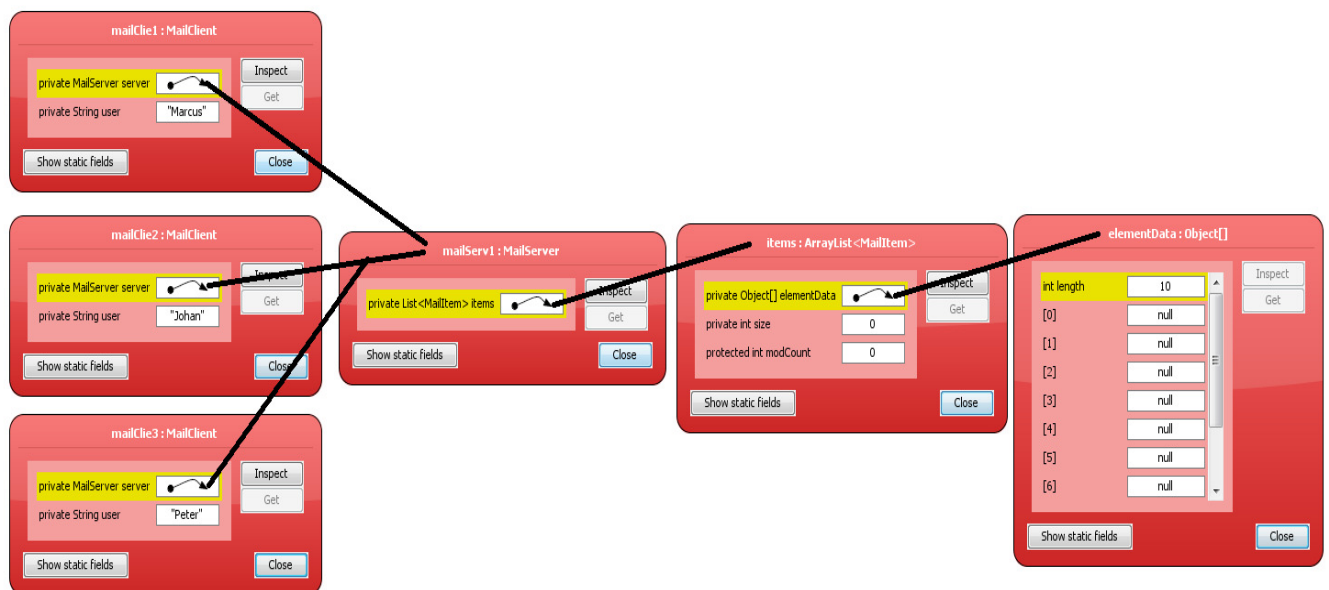 mailClie1 : MailClient
private MailServer server
Inspect
Get
private String user "Marcus"
Show static fields
Close
mailClie2 : MailClient
private MailServer server
Inspect
Get
private String user "Johan"
Show static fields
Close
mailClie3 : MailClient
private MailServer server
Inspect
Get
private String user "Peter"
Show static fields
Close
mailServ1 : MailServer
private List<MailItem> items
Inspect
Get
Show static fields
Close
items : ArrayList<MailItem>
private Object[] elementData
Inspect
Get
private int size 0
protected int modCount 0
Show static fields
Close
elementData : Object[]
int length 10
Inspect
Get
[0] null
[1] null
[2] null
[3] null
[4] null
[5] null
[6] null
Show static fields
Close